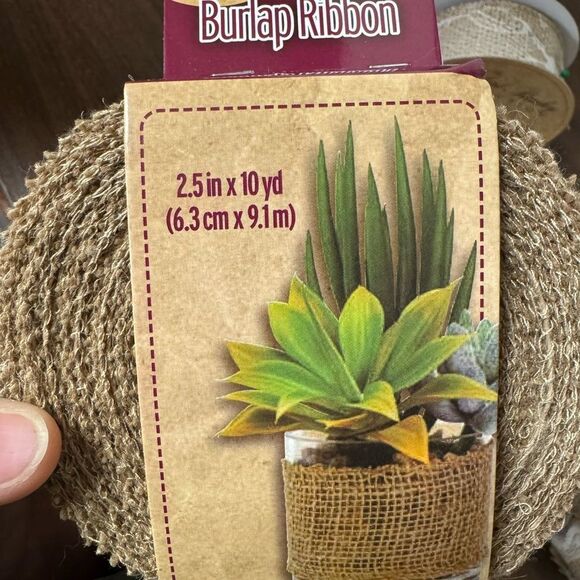 Burlap Ribbon
2.5 in x 10 yd
(6.3 cm x 9.1 m)